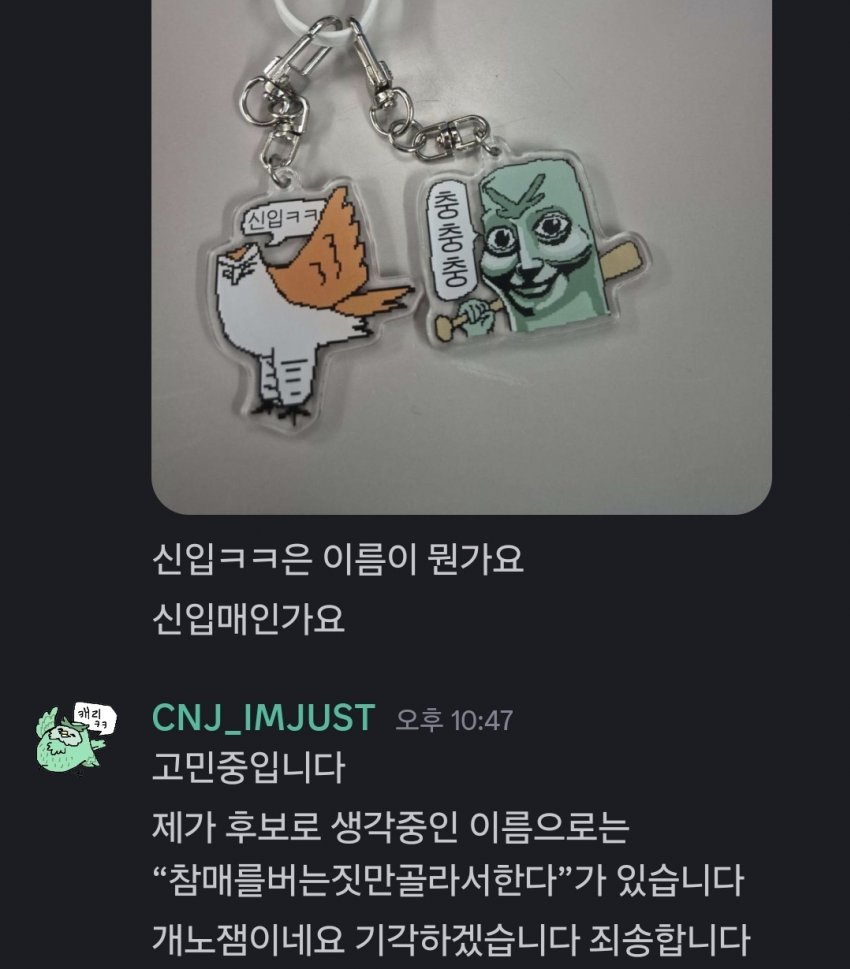 신입ㅋㅋ
충
충
충
신입ㅋㅋ은 이름이 뭔가요
신입매인가요
캐리
ㅋㅋ
CNJ_IMJUST 오후 10:47
고민중입니다
제가 후보로 생각중인 이름으로는
“참매를버는짓만골라서한다”가 있습니다
개노잼이네요 기각하겠습니다 죄송합니다